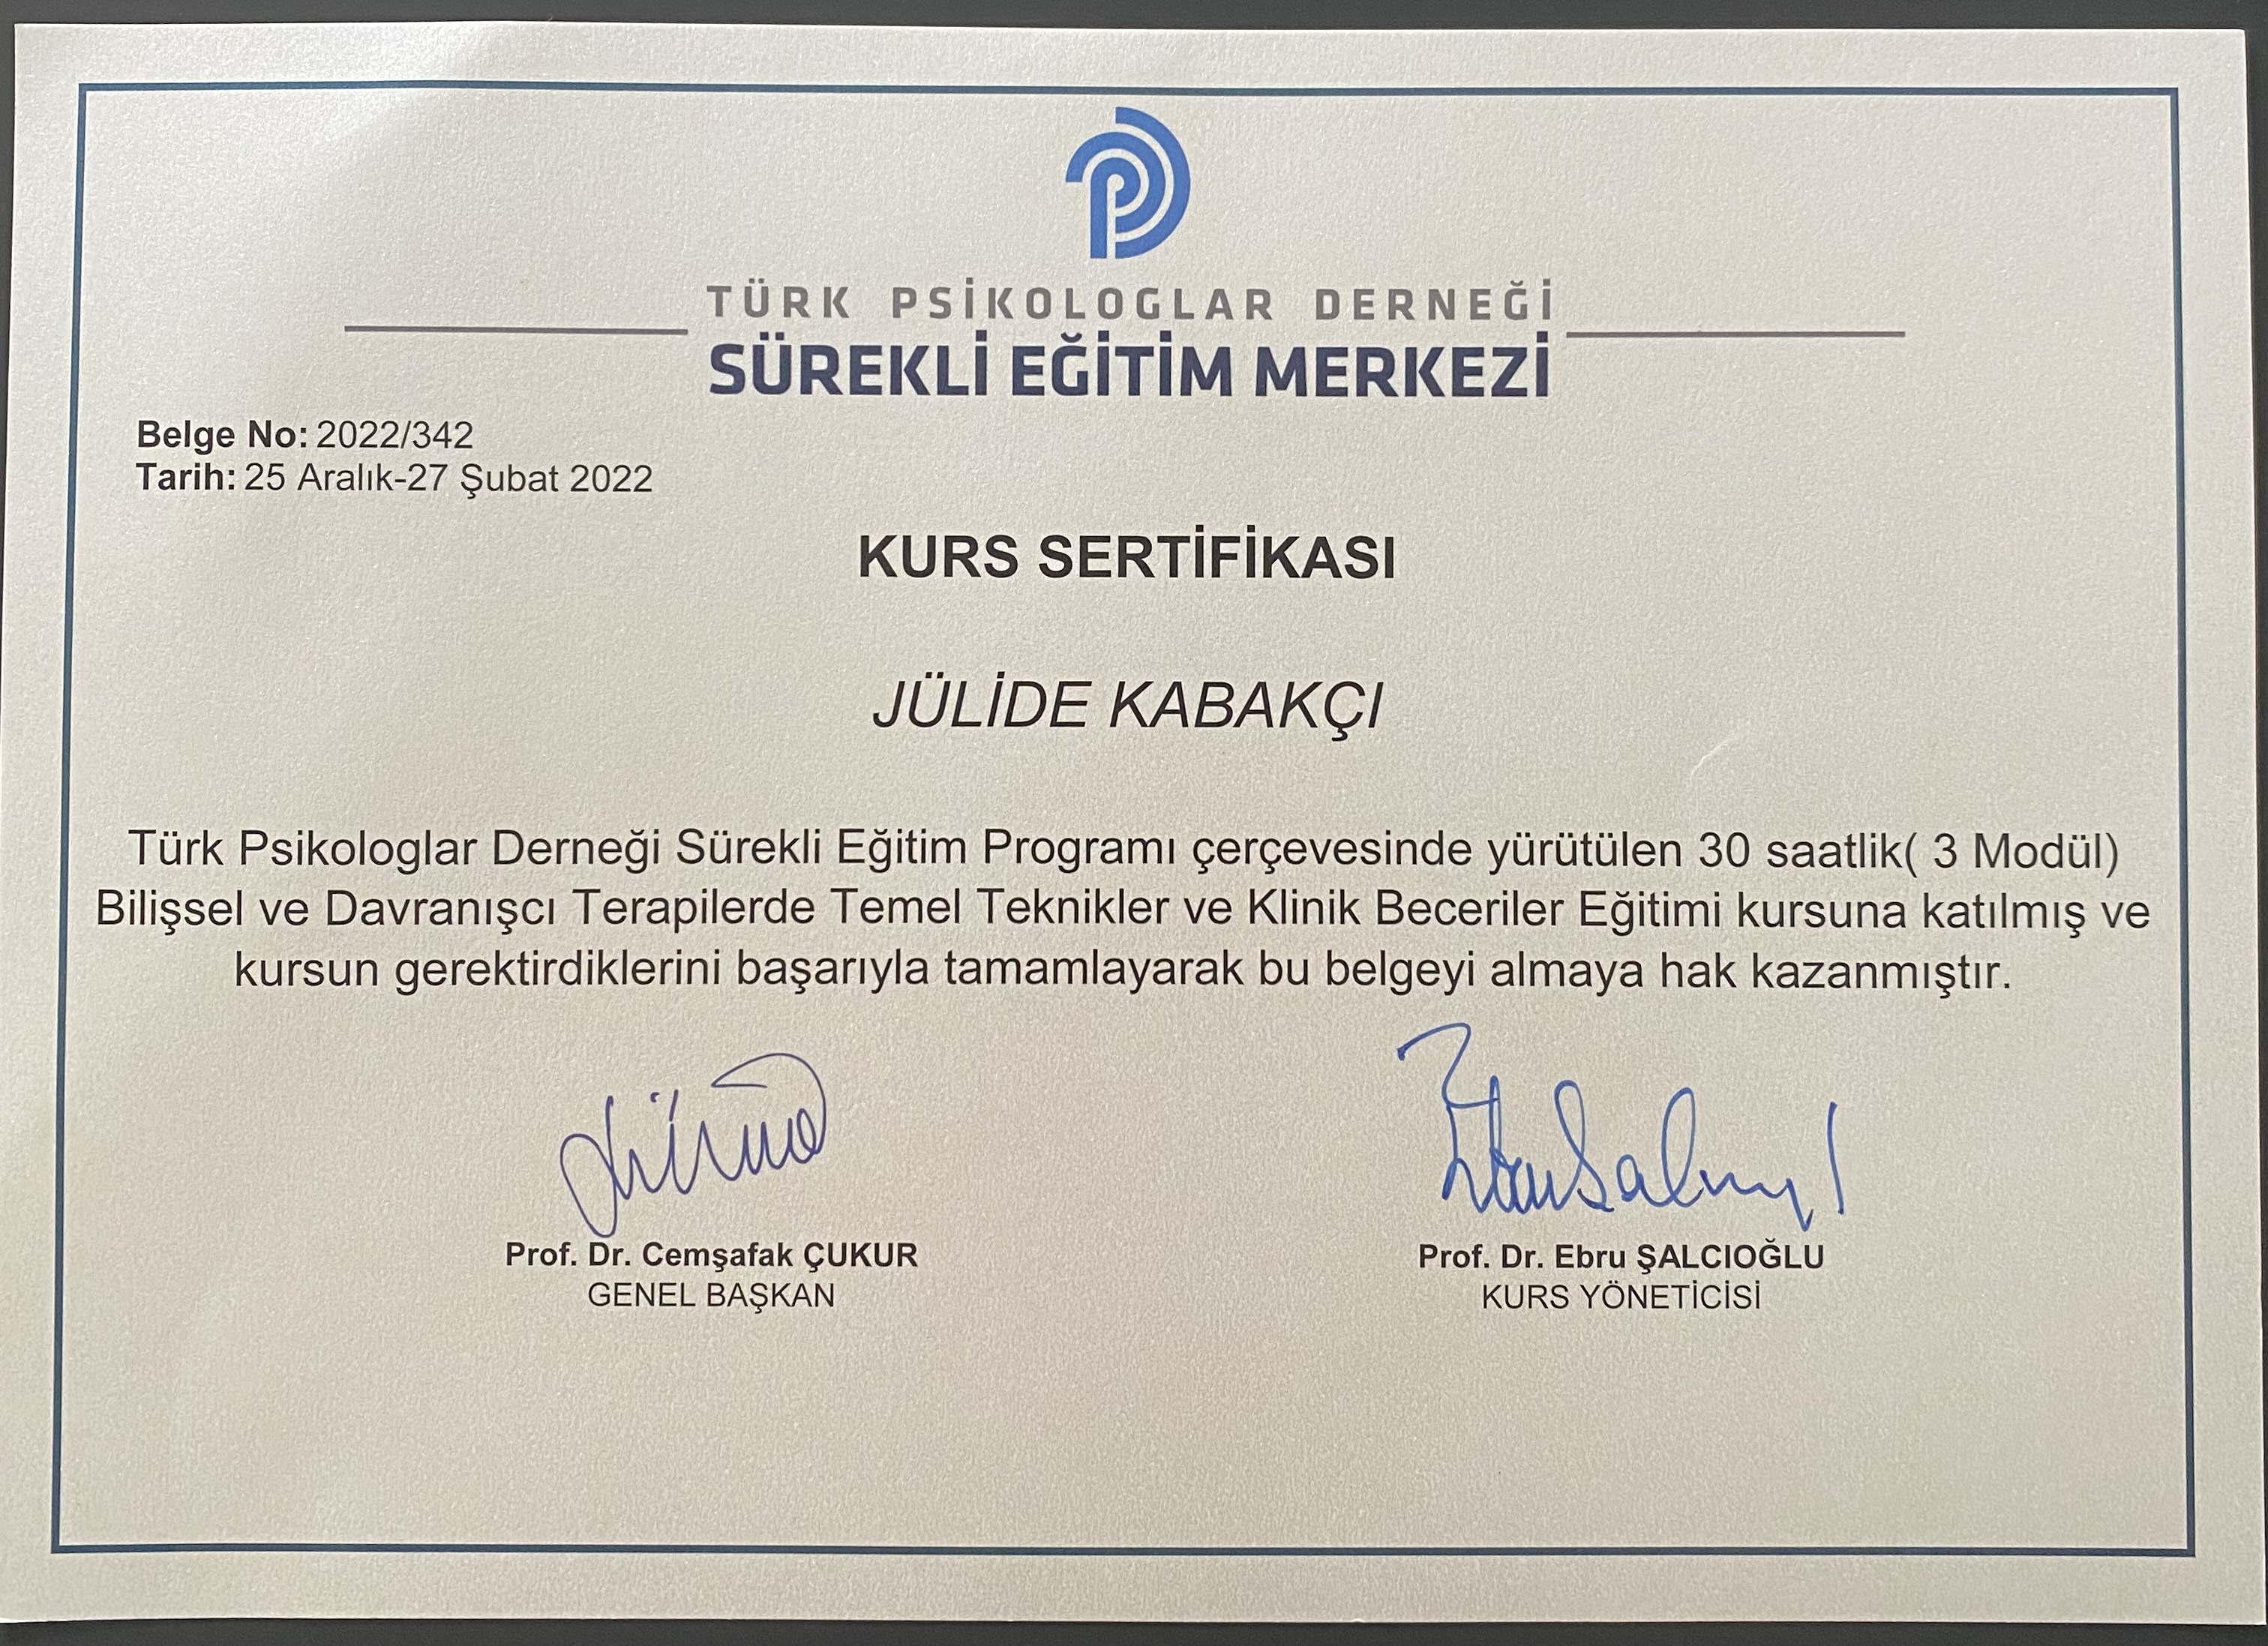 TÜRK PSİKOLOGLAR DERNEĞİ
SÜREKLİ EĞİTİM MERKEZİ
Belge No: 2022/342
Tarih: 25 Aralık-27 Şubat 2022
KURS SERTİFİKASI
JÜLİDE KABAKÇI
Türk Psikologlar Derneği Sürekli Eğitim Programı çerçevesinde yürütülen 30 saatlik( 3 Modül)
Bilişsel ve Davranışcı Terapilerde Temel Teknikler ve Klinik Beceriler Eğitimi kursuna katılmış ve
kursun gerektirdiklerini başarıyla tamamlayarak bu belgeyi almaya hak kazanmıştır.
Prof. Dr. Cemşafak ÇUKUR
GENEL BAŞKAN
Prof. Dr. Ebru ŞALCIOĞLU
KURS YÖNETİCİSİ